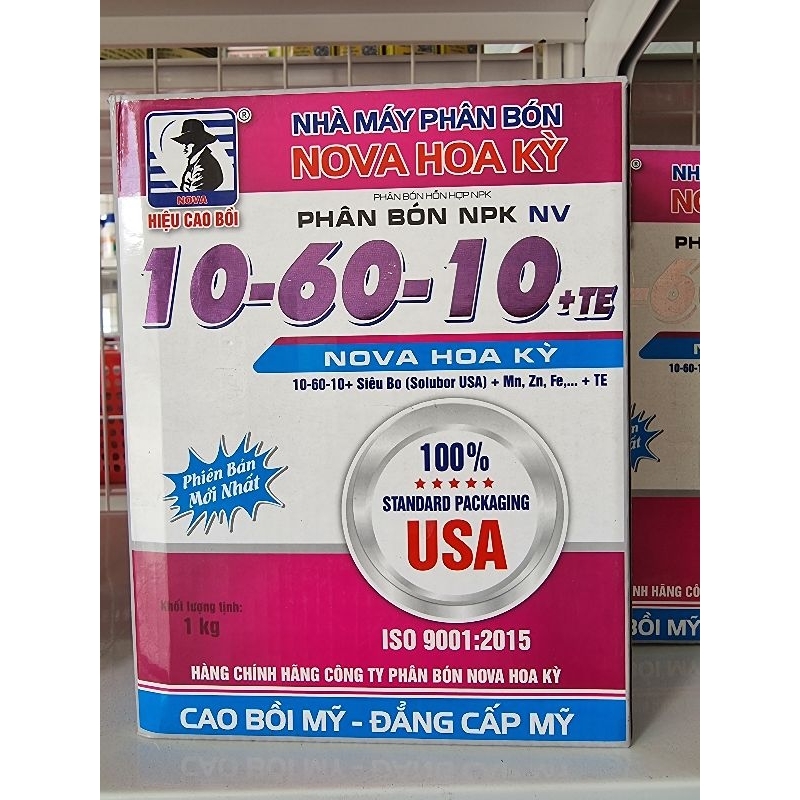 NHÀ MÁY PHÂN BÓN
NOVA HOA KỲ
NOVA
HIỆU CAO BỒI
®
PHÂN BÓN HỖN HỢP NPK
PHÂN BÓN NPK NV
10-60-10+TE
NOVA HOA KỲ
10-60-10+ Siêu Bo (Solubor USA) + Mn, Zn, Fe,... + TE
Phiên Bản
Mới Nhất
100%
STANDARD PACKAGING
USA
Khối lượng tịnh:
1 kg
ISO 9001:2015
HÀNG CHÍNH HÃNG CÔNG TY PHÂN BÓN NOVA HOA KỲ
CAO BỒI MỸ - ĐẲNG CẤP MỸ